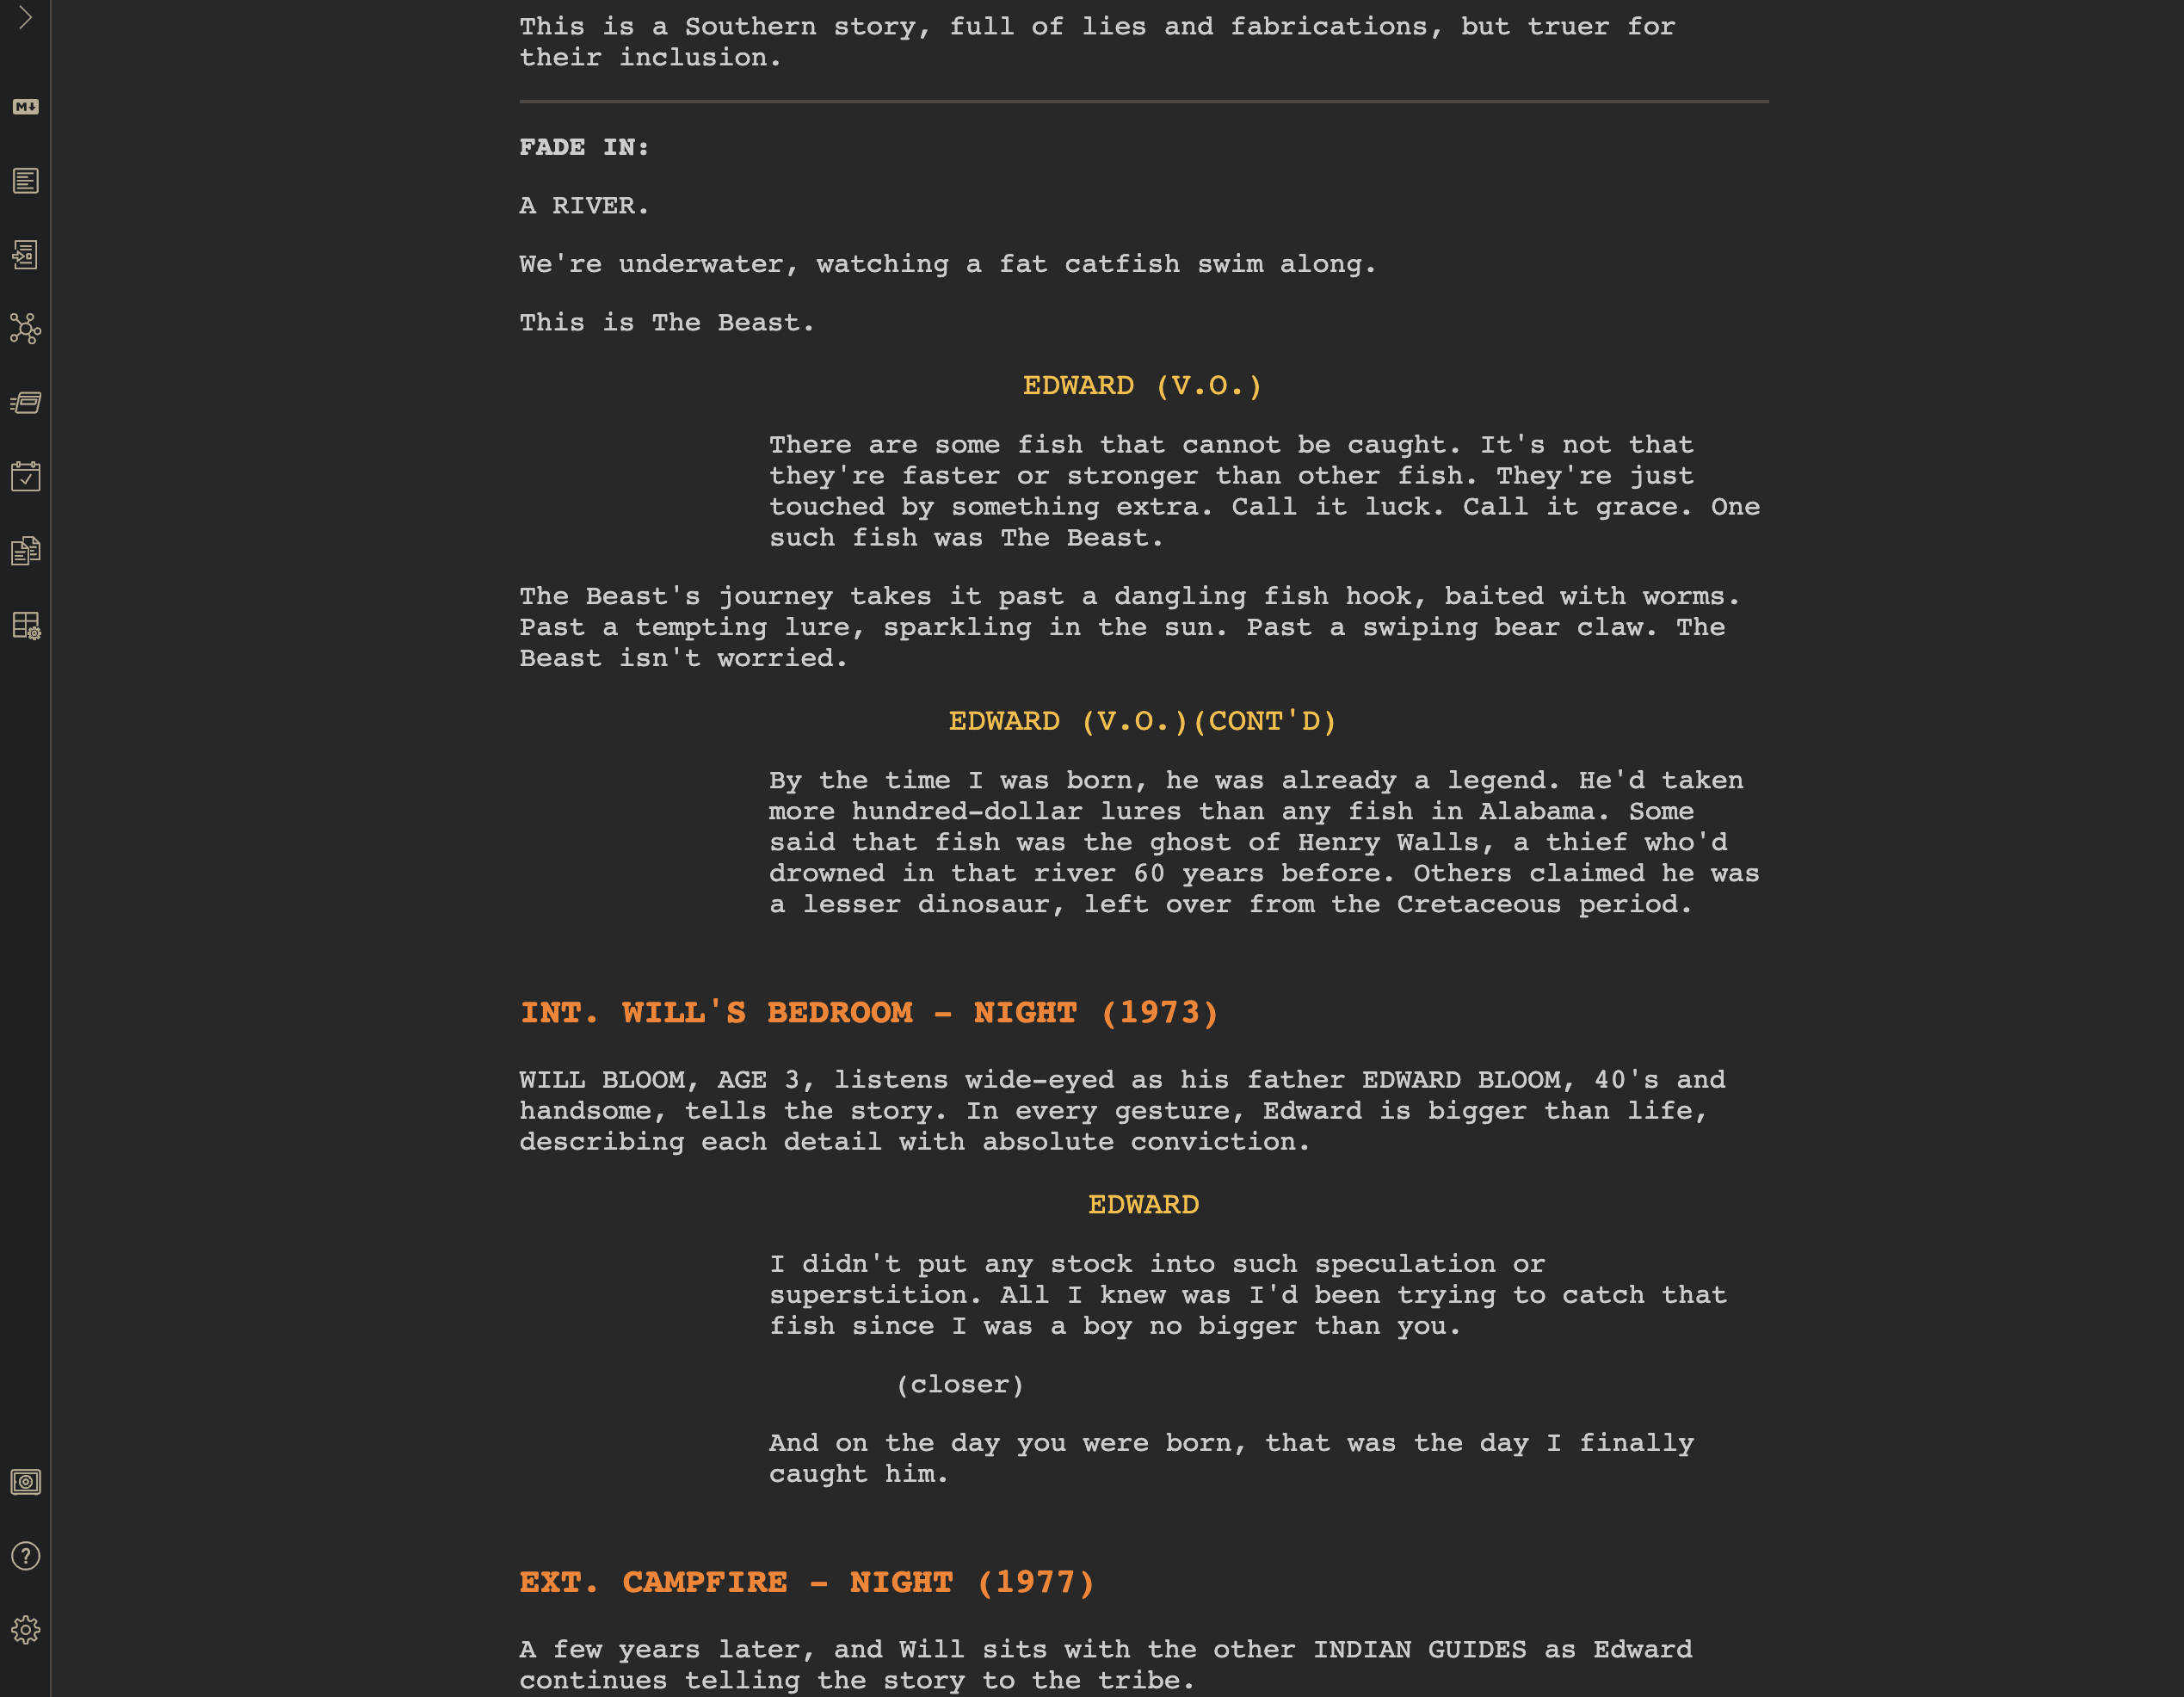 This is a Southern story, full of lies and fabrications, but truer for
their inclusion.
M↓
FADE IN:
A RIVER.
We're underwater, watching a fat catfish swim along.
This is The Beast.
EDWARD (V.O.)
There are some fish that cannot be caught. It's not that
they're faster or stronger than other fish. They're just
touched by something extra. Call it luck. Call it grace. One
such fish was The Beast.
The Beast's journey takes it past a dangling fish hook, baited with worms.
Past a tempting lure, sparkling in the sun. Past a swiping bear claw. The
Beast isn't worried.
EDWARD (V.O.)(CONT'D)
By the time I was born, he was already a legend. He'd taken
more hundred-dollar lures than any fish in Alabama. Some
said that fish was the ghost of Henry Walls, a thief who'd
drowned in that river 60 years before. Others claimed he was
a lesser dinosaur, left over from the Cretaceous period.
INT. WILL'S BEDROOM - NIGHT (1973)
WILL BLOOM, AGE 3, listens wide-eyed as his father EDWARD BLOOM, 40's and
handsome, tells the story. In every gesture, Edward is bigger than life,
describing each detail with absolute conviction.
EDWARD
I didn't put any stock into such speculation or
superstition. All I knew was I'd been trying to catch that
fish since I was a boy no bigger than you.
(closer)
And on the day you were born, that was the day I finally
caught him.
EXT. CAMPFIRE - NIGHT (1977)
A few years later, and Will sits with the other INDIAN GUIDES as Edward
continues telling the story to the tribe.